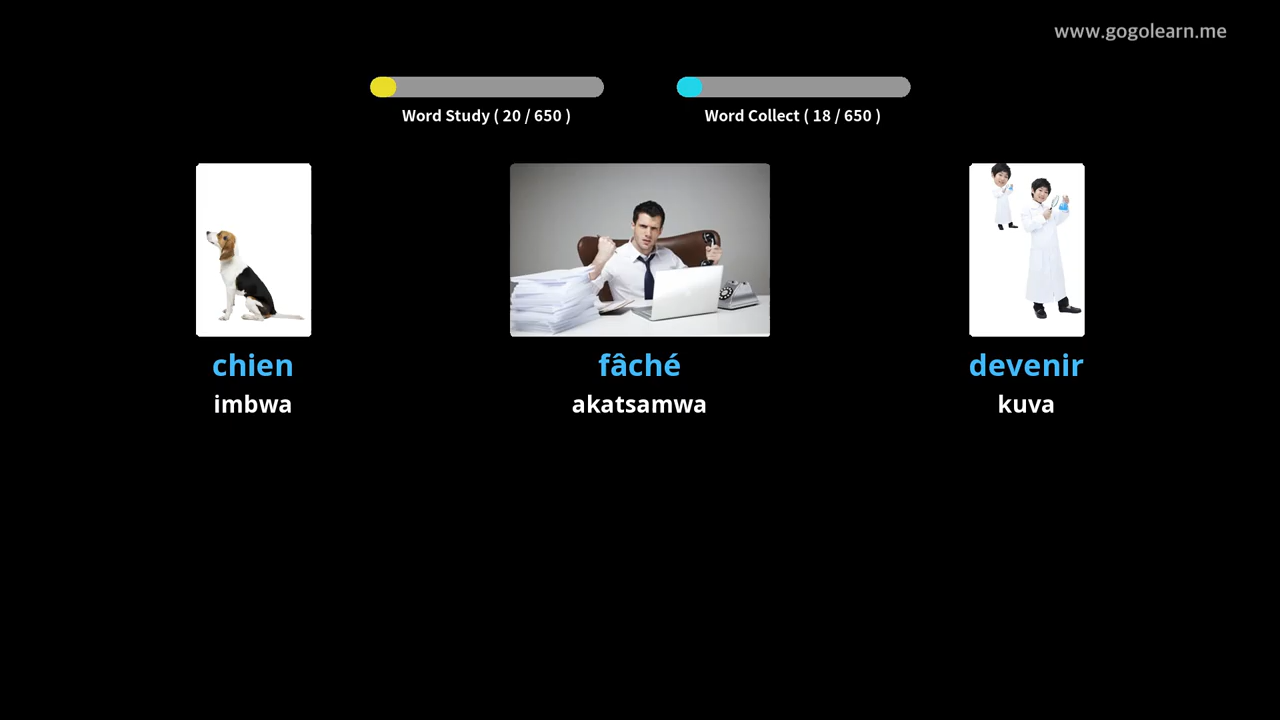 www.gogolearn.me
Word Study ( 20 / 650 )
Word Collect ( 18 / 650 )
chien
imbwa
fâché
akatsamwa
devenir
kuva